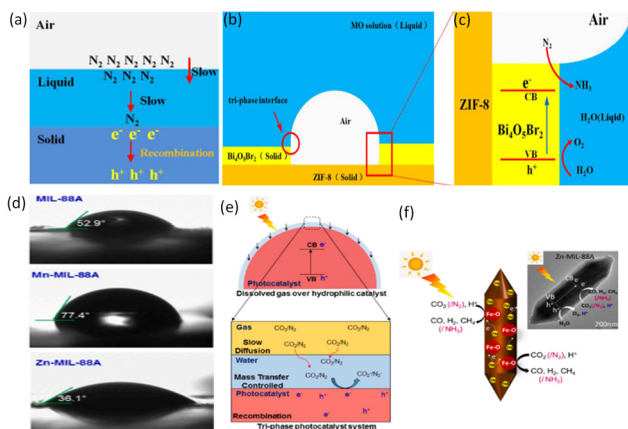 (a)
Air
N2 N2 N2 N2 N2
Slow
Liquid
N2 N2 N2
Slow
N2
Solid
e- e- e-
Recombination
h+ h+ h+
(b)
MO solution (Liquid)
tri-phase interface
Air
Bi4O5Br2 (Solid)
ZIF-8 (Solid)
(c)
Air
N2
NH3
e-
CB
ZIF-8
Bi4O5Br2
H2O(Liqid)
O2
VB
h+
H2O
(d)
MIL-88A
52.9°
Mn-MIL-88A
77.4°
Zn-MIL-88A
36.1°
(e)
CB e-
Photocatalyst
VB h+
Dissolved gas over hydrophilic catalyst
Gas
CO2/N2 CO2/N2
Slow
Diffusion
CO2/N2
Water
Mass Transfer
Controlled
CO2/N2
Photocatalyst
e- h+ e- e-
Recombination
h+ h+
Tri-phase photocatalyst system
(f)
CO2 (/N2), H+
CO, H2, CH4
(/ NH3)
Fe-O
Fe-O
Fe-O
CO2 (/N2), H+
CO, H2, CH4
(/ NH3)
Zn-MIL-88A
CB
e-
CO, H2, CH4
(/NH3)
CO2(/N2), H+
VB
h+
O2, H+
H2O
200nm